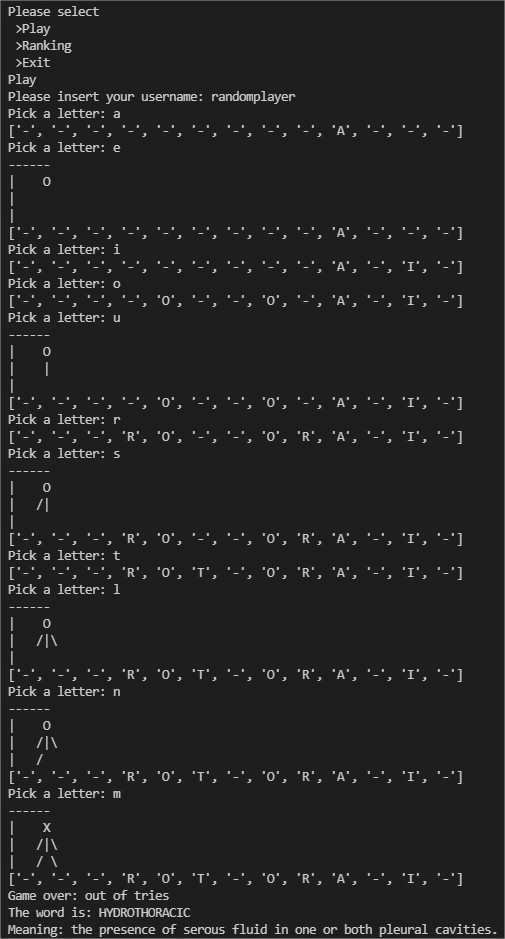 Please select
 >Play
 >Ranking
 >Exit
Play
Please insert your username: randomplayer
Pick a letter: a
['-', '-', '-', '-', '-', '-', '-', '-', '-', 'A', '-', '-', '-']
Pick a letter: e
------
|    O
|
|
['-', '-', '-', '-', '-', '-', '-', '-', '-', 'A', '-', '-', '-']
Pick a letter: i
['-', '-', '-', '-', '-', '-', '-', '-', '-', 'A', '-', 'I', '-']
Pick a letter: o
['-', '-', '-', '-', 'O', '-', '-', 'O', '-', 'A', '-', 'I', '-']
Pick a letter: u
------
|    O
|    |
|
['-', '-', '-', '-', 'O', '-', '-', 'O', '-', 'A', '-', 'I', '-']
Pick a letter: r
['-', '-', '-', 'R', 'O', '-', '-', 'O', 'R', 'A', '-', 'I', '-']
Pick a letter: s
------
|    O
|   /|
|
['-', '-', '-', 'R', 'O', '-', '-', 'O', 'R', 'A', '-', 'I', '-']
Pick a letter: t
['-', '-', '-', 'R', 'O', 'T', '-', 'O', 'R', 'A', '-', 'I', '-']
Pick a letter: l
------
|    O
|   /|\
|
['-', '-', '-', 'R', 'O', 'T', '-', 'O', 'R', 'A', '-', 'I', '-']
Pick a letter: n
------
|    O
|   /|\
|   /
['-', '-', '-', 'R', 'O', 'T', '-', 'O', 'R', 'A', '-', 'I', '-']
Pick a letter: m
------
|    X
|   /|\
|   / \
['-', '-', '-', 'R', 'O', 'T', '-', 'O', 'R', 'A', '-', 'I', '-']
Game over: out of tries
The word is: HYDROTHORACIC
Meaning: the presence of serous fluid in one or both pleural cavities.